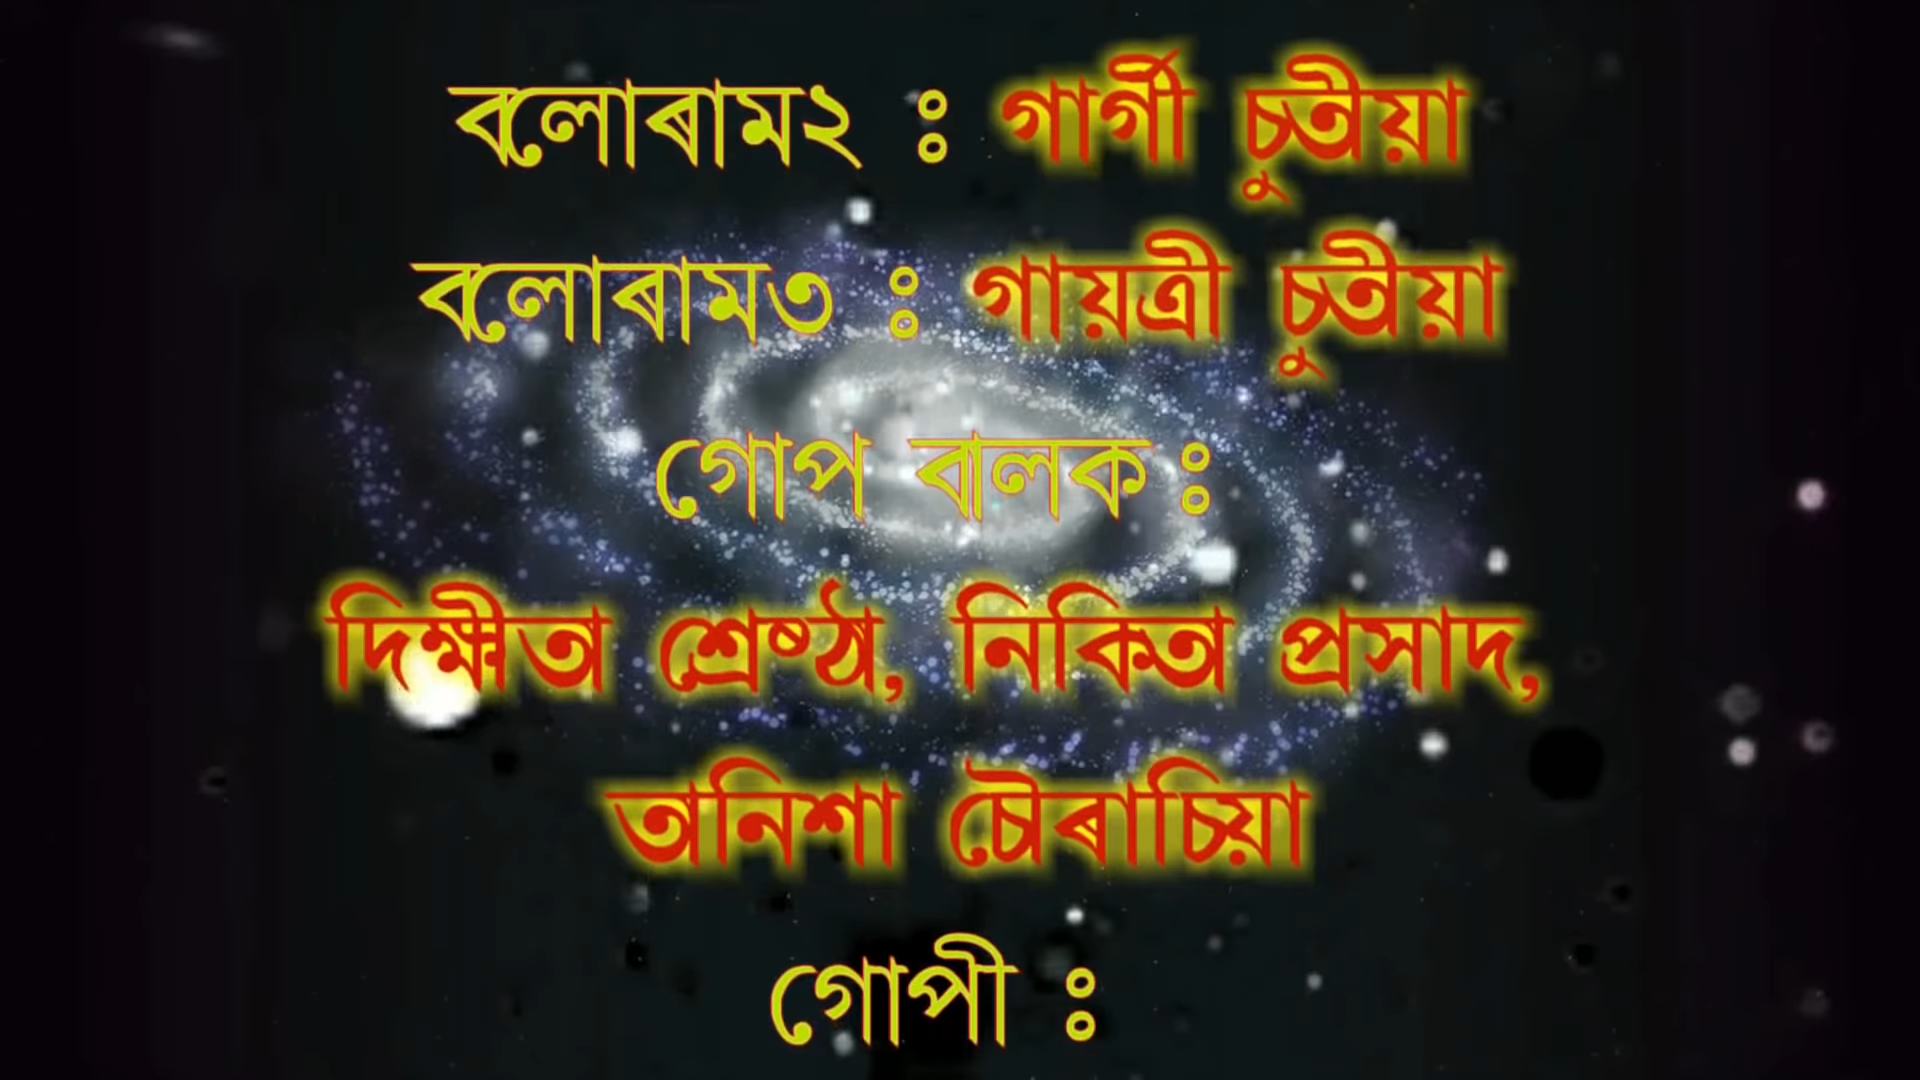 বলোৰাম২ ঃ গাৰ্গী চুতীয়া
বলোৰাম৩ ঃ গায়ত্রী চুতীয়া
গোপ বালক ঃ
দিক্ষীতা শ্ৰেষ্ঠা, নিকিতা প্ৰসাদ,
অনিশা চৌৰাচিয়া
গোপী ঃ